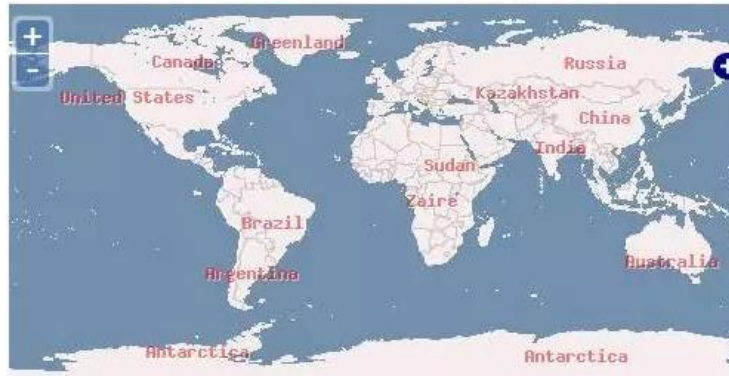 +
-
Greenland
Canada
Russia
United States
Kazakhstan
China
India
Sudan
Zaire
Brazil
Australia
Argentina
Antarctica
Antarctica
+